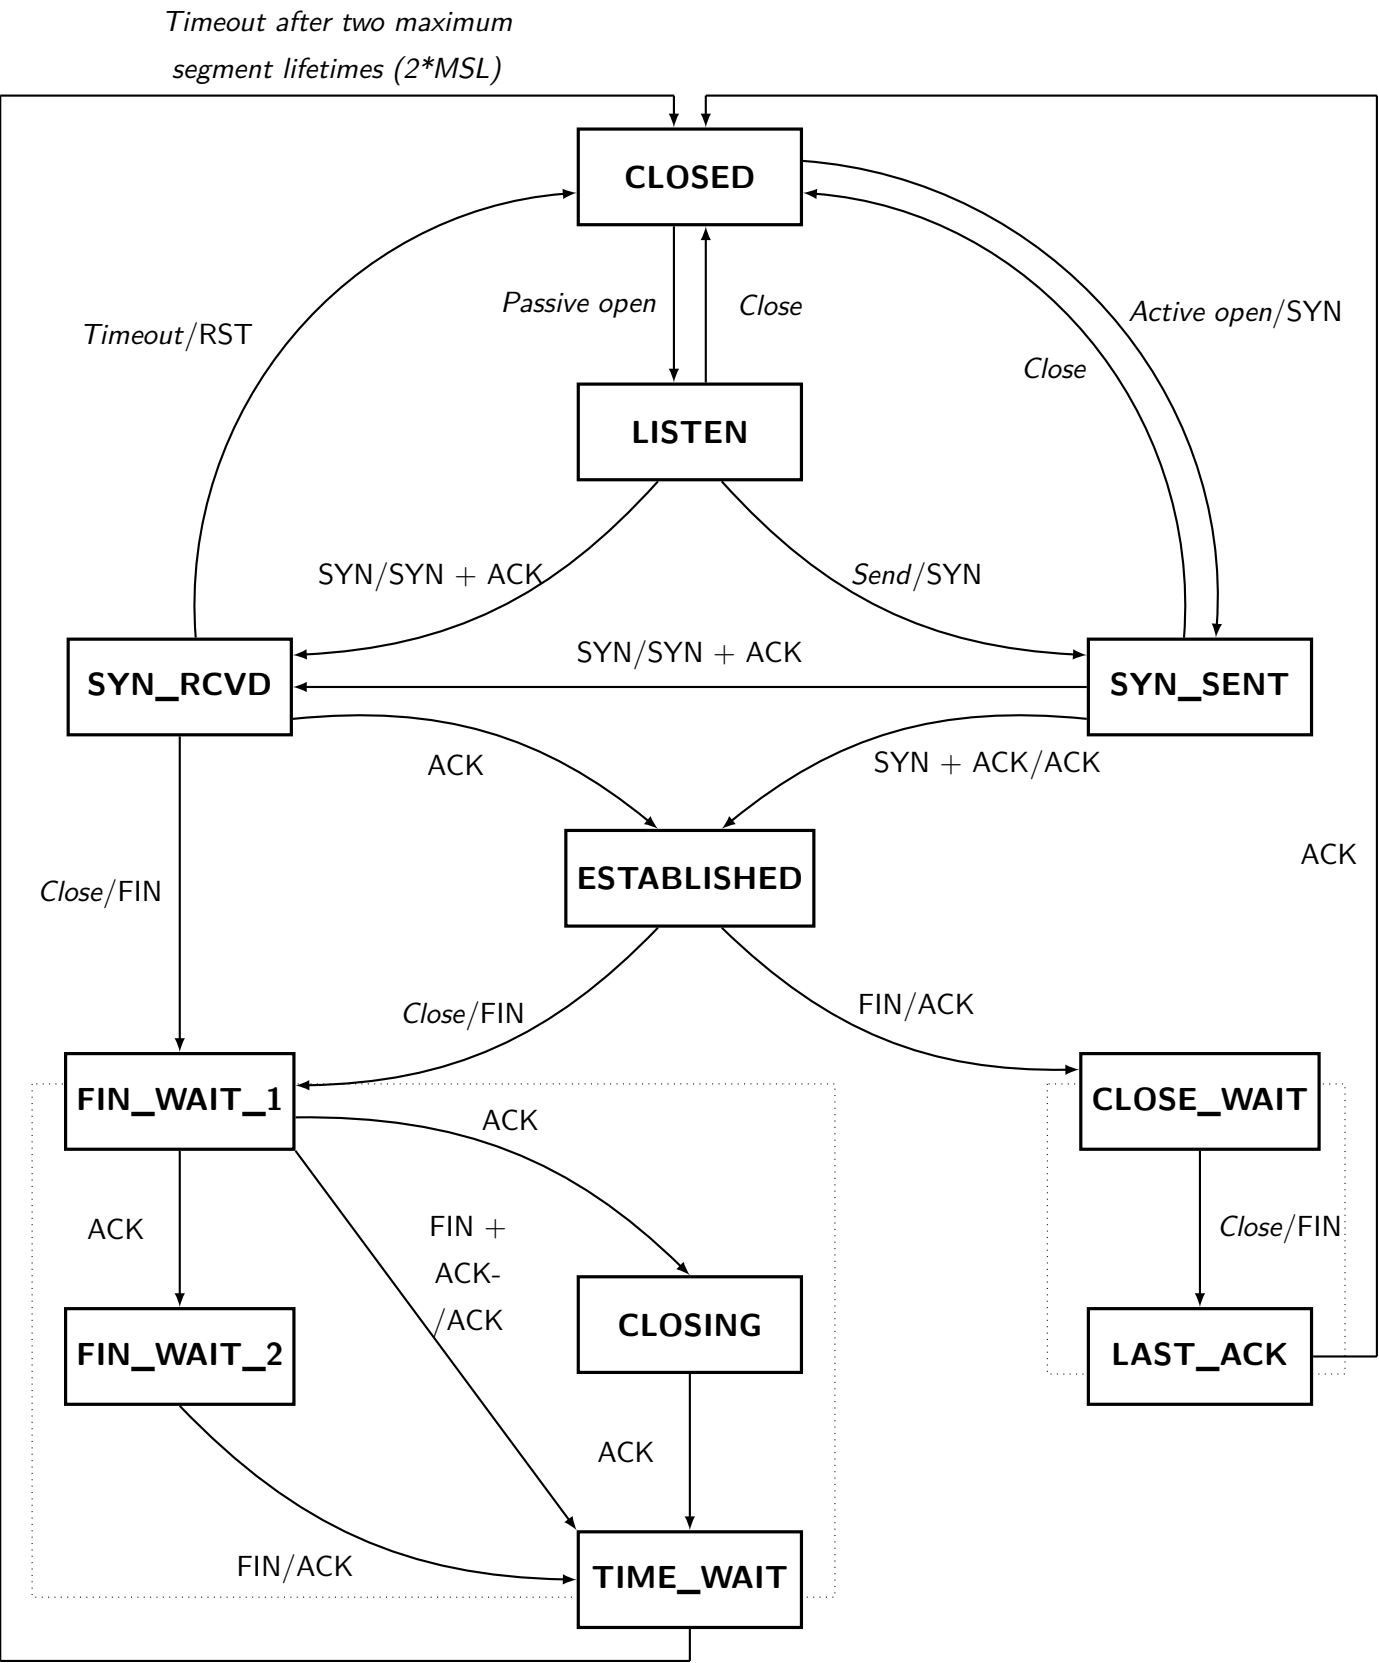 Timeout after two maximum
segment lifetimes (2*MSL)
CLOSED
Passive open
Close
Active open/SYN
Timeout/RST
Close
LISTEN
SYN/SYN + ACK
Send/SYN
SYN/SYN + ACK
SYN_RCVD
SYN_SENT
ACK
SYN + ACK/ACK
ESTABLISHED
ACK
Close/FIN
Close/FIN
FIN/ACK
FIN_WAIT_1
CLOSE_WAIT
ACK
ACK
FIN +
ACK-
/ACK
Close/FIN
CLOSING
FIN_WAIT_2
LAST_ACK
ACK
FIN/ACK
TIME_WAIT